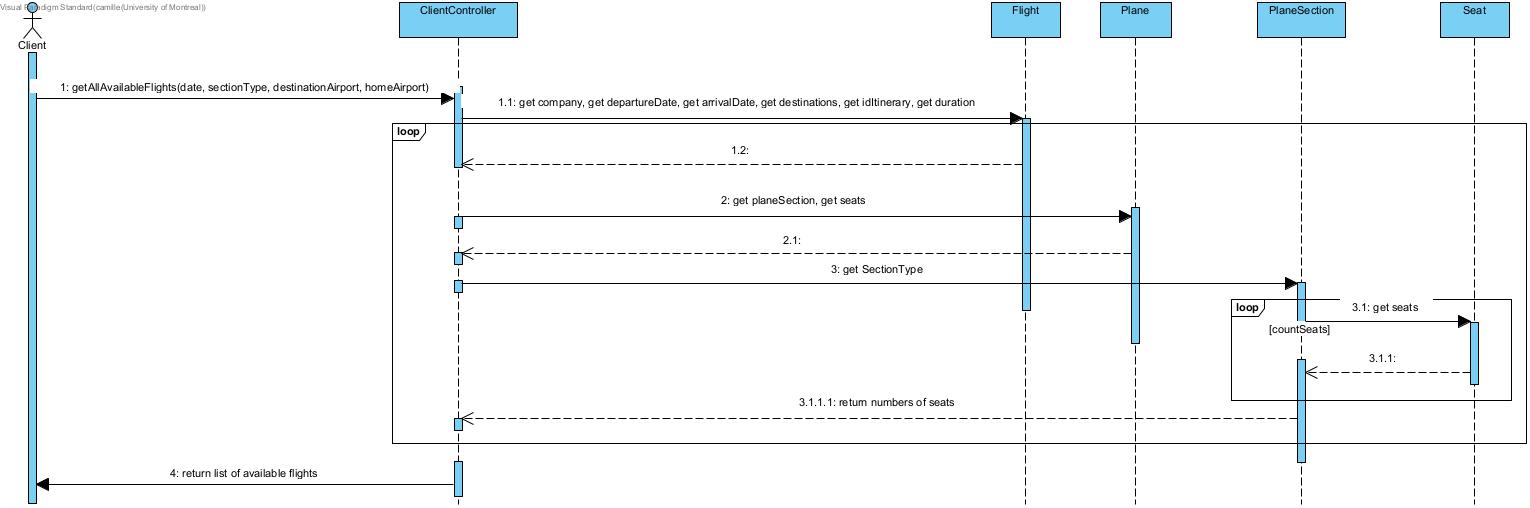 Visual Paradigm Standard(camille(University of Montreal))
ClientController
Flight
Plane
PlaneSection
Seat
Client
1: getAllAvailableFlights(date, sectionType, destinationAirport, homeAirport)
1.1: get company, get departureDate, get arrivalDate, get destinations, get idItinerary, get duration
loop
1.2:
2: get planeSection, get seats
2.1:
3: get SectionType
loop
3.1: get seats
[countSeats]
3.1.1:
3.1.1.1: return numbers of seats
4: return list of available flights